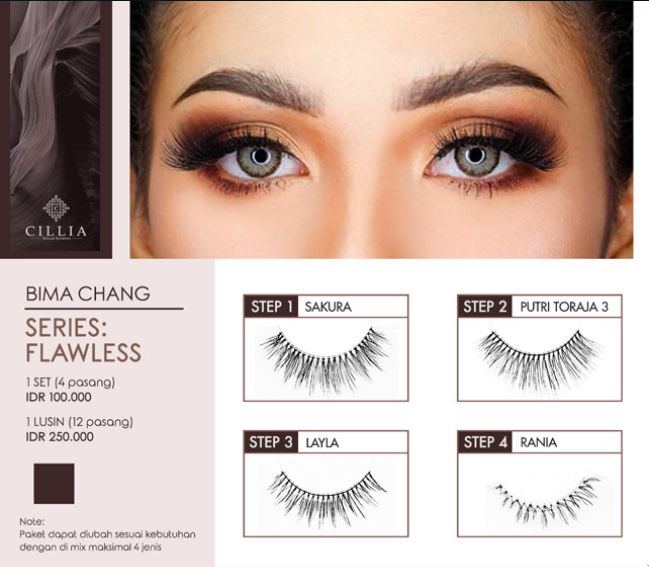 CILLIA
BIMA CHANG
SERIES:
FLAWLESS
1 SET (4 pasang)
IDR 100.000
1 LUSIN (12 pasang)
IDR 250.000
Note:
Paket dapat diubah sesuai kebutuhan
dengan di mix maksimal 4 jenis
STEP 1 SAKURA
STEP 2 PUTRI TORAJA 3
STEP 3 LAYLA
STEP 4 RANIA